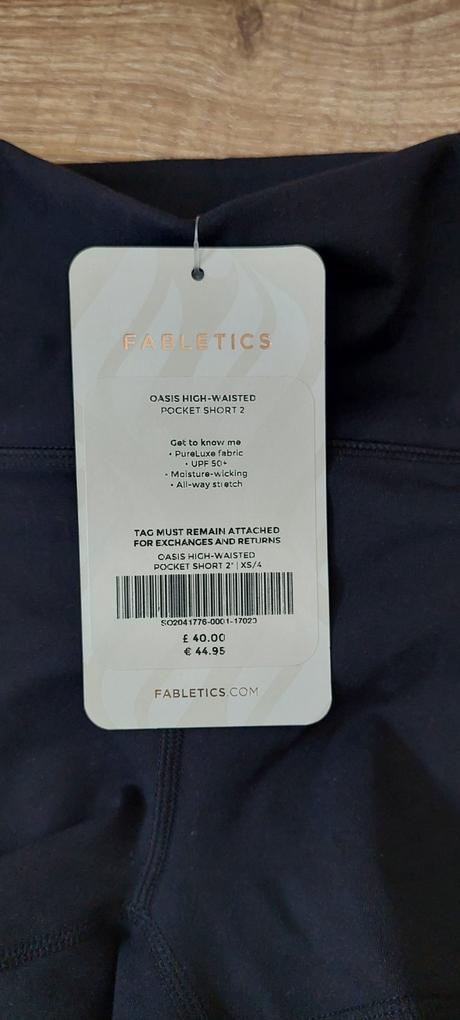 FABLETICS
OASIS HIGH-WAISTED
POCKET SHORT 2
Get to know me
• PureLuxe fabric
• UPF 50+
• Moisture-wicking
• All-way stretch
TAG MUST REMAIN ATTACHED
FOR EXCHANGES AND RETURNS
OASIS HIGH-WAISTED
POCKET SHORT 2" | XS/4
SO2041776-0001-17023
£ 40.00
€ 44.95
FABLETICS.COM